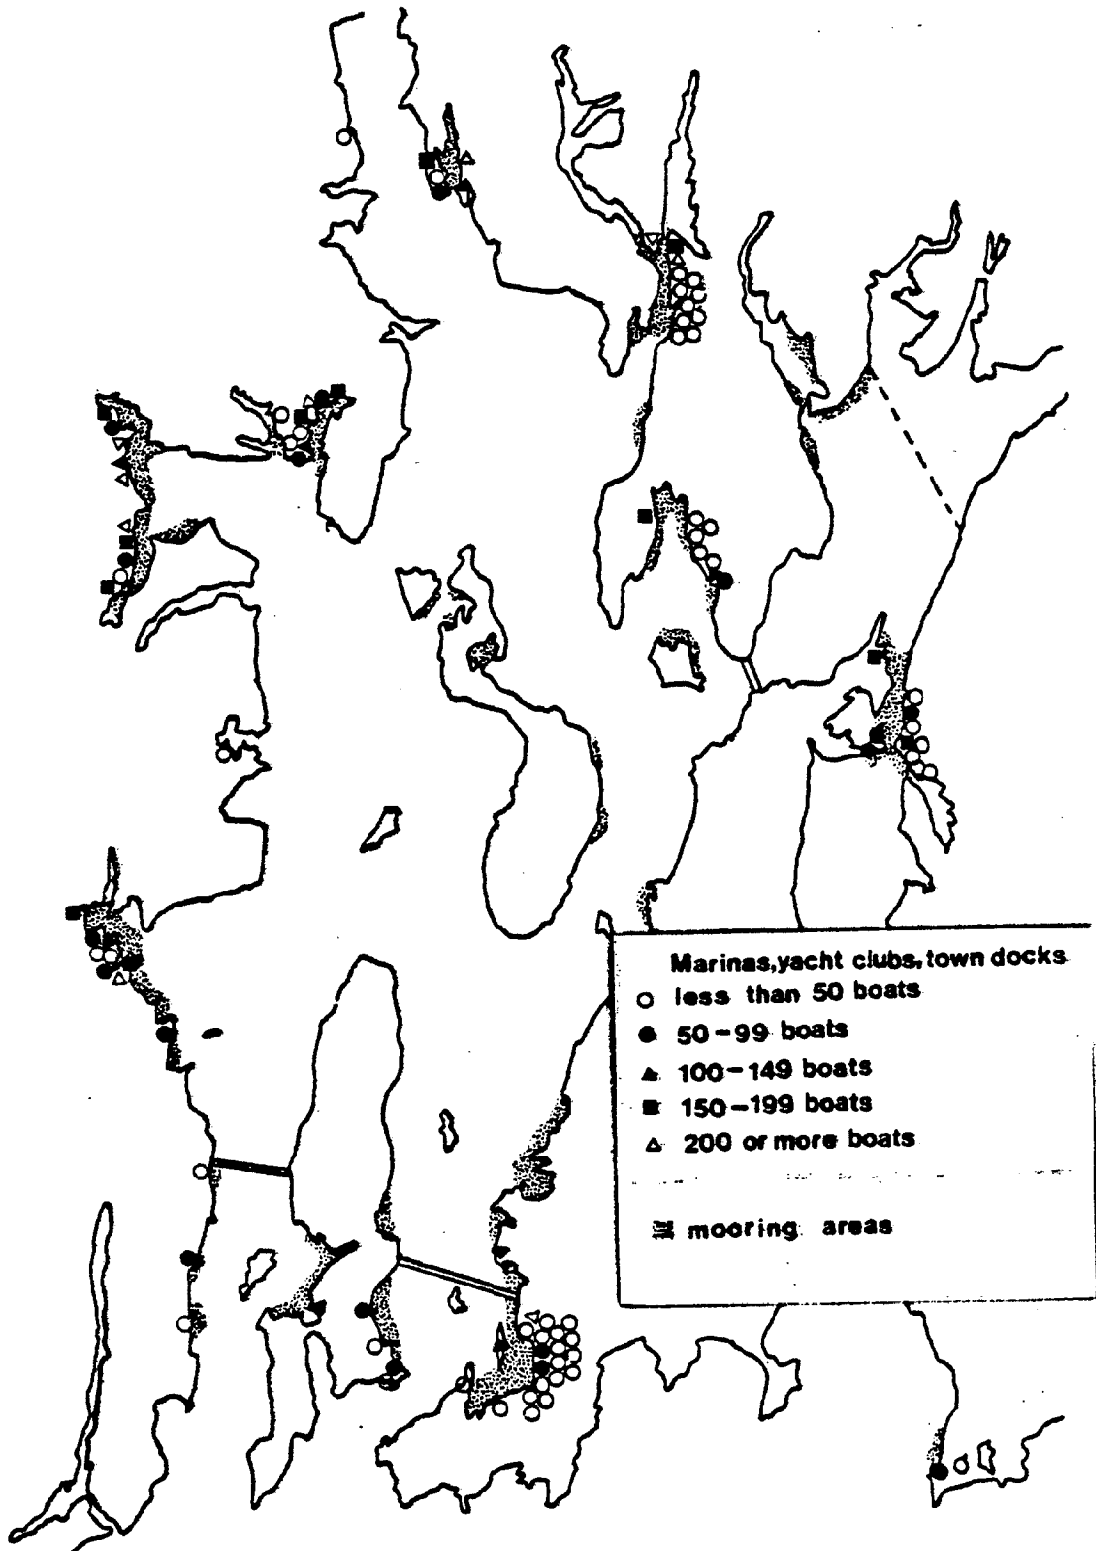 Marinas, yacht clubs, town docks
less than 50 boats
50-99 boats
100-149 boats
150-199 boats
200 or more boats
mooring areas